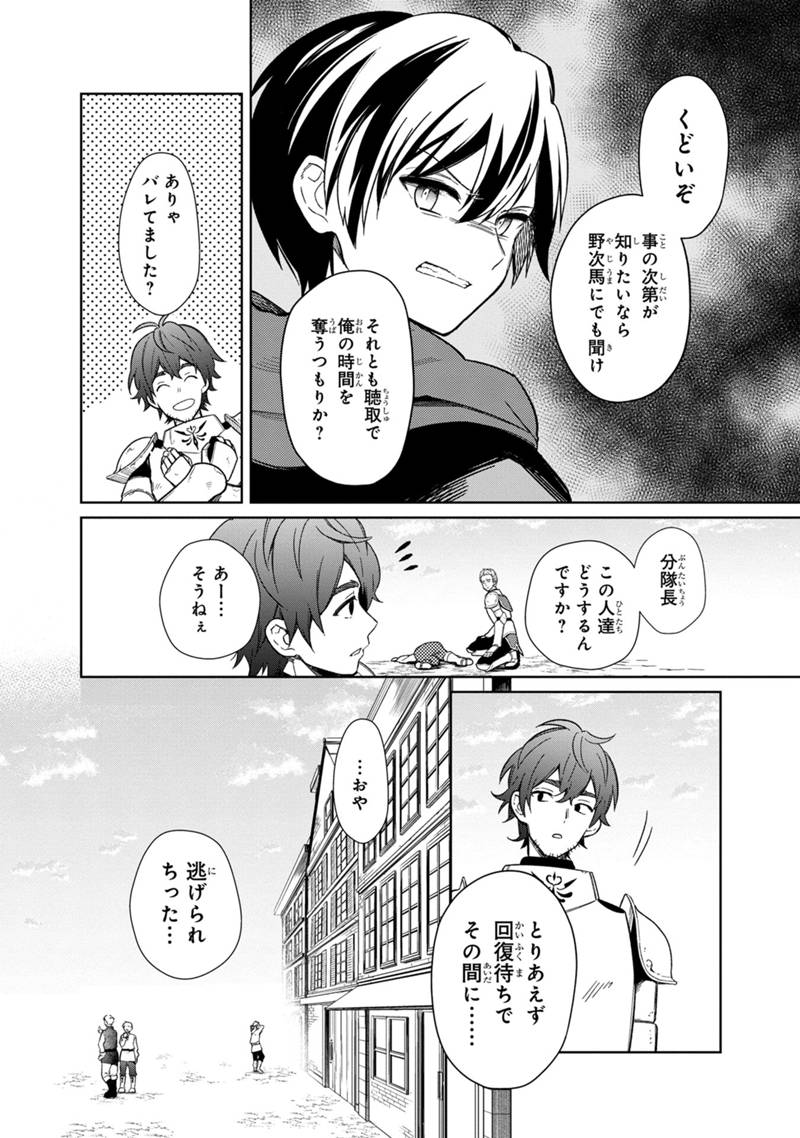 くどいぞ
事の次第が
知りたいなら
野次馬にでも聞け
それとも聴取で
俺の時間を
奪うつもりか？
ありゃ
バレてました？
分隊長
この人達
どうするん
ですか？
あー…
そうねぇ
とりあえず
回復待ちで
その間に……
…おや
逃げられ
ちった…